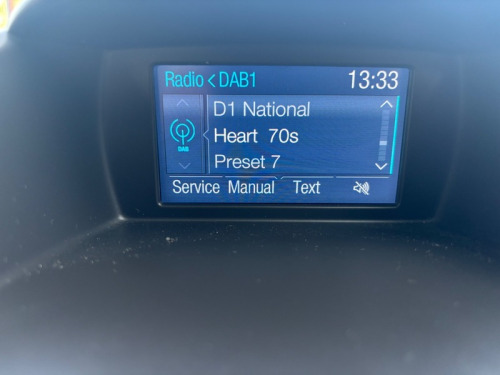 Radio < DAB1 13:33
D1 National
Heart 70s
DAB
Preset 7
Service Manual Text